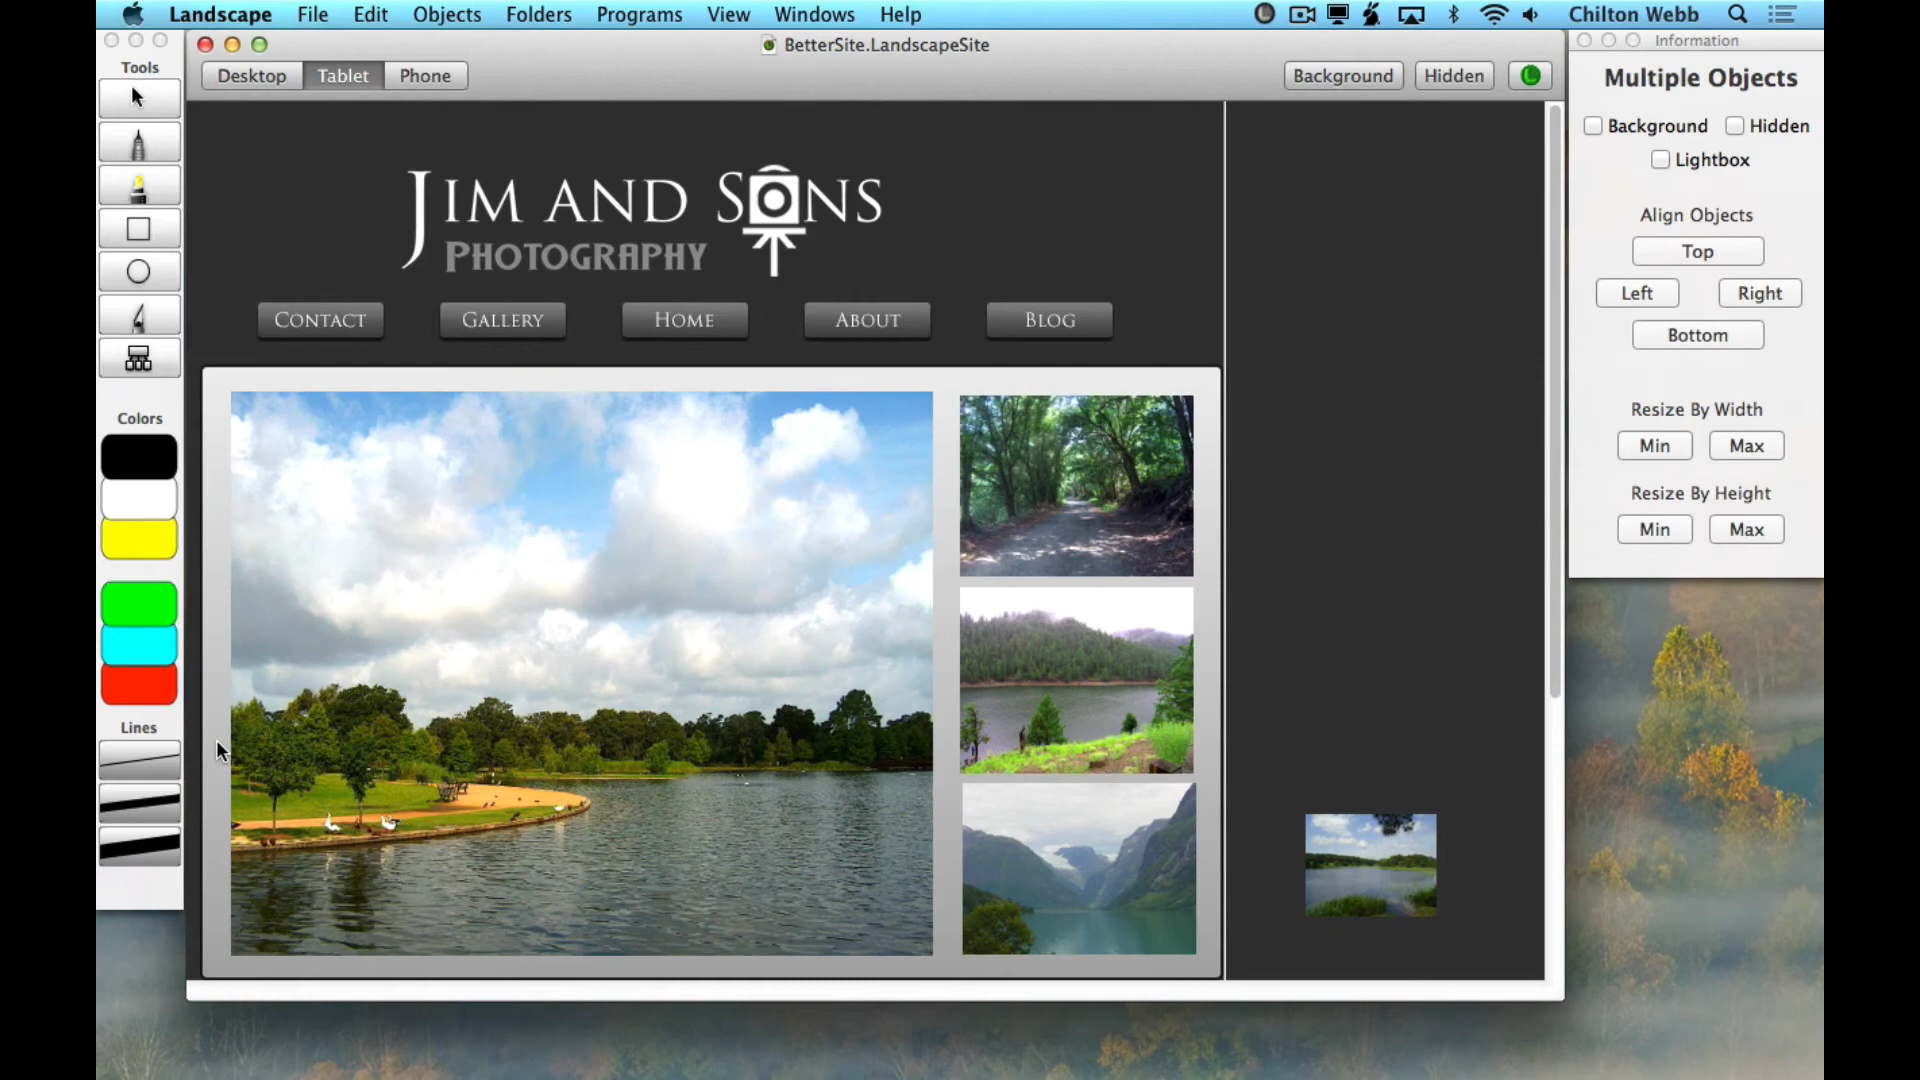 Landscape File Edit Objects Folders Programs View Windows Help Chilton Webb
Tools
BetterSite.LandscapeSite
Information
Desktop Tablet Phone Background Hidden
Multiple Objects
Background Hidden
Lightbox
JIM AND SONS
PHOTOGRAPHY
Align Objects
Top
Left Right
Bottom
CONTACT GALLERY HOME ABOUT BLOG
Resize By Width
Min Max
Resize By Height
Min Max
Colors
Lines